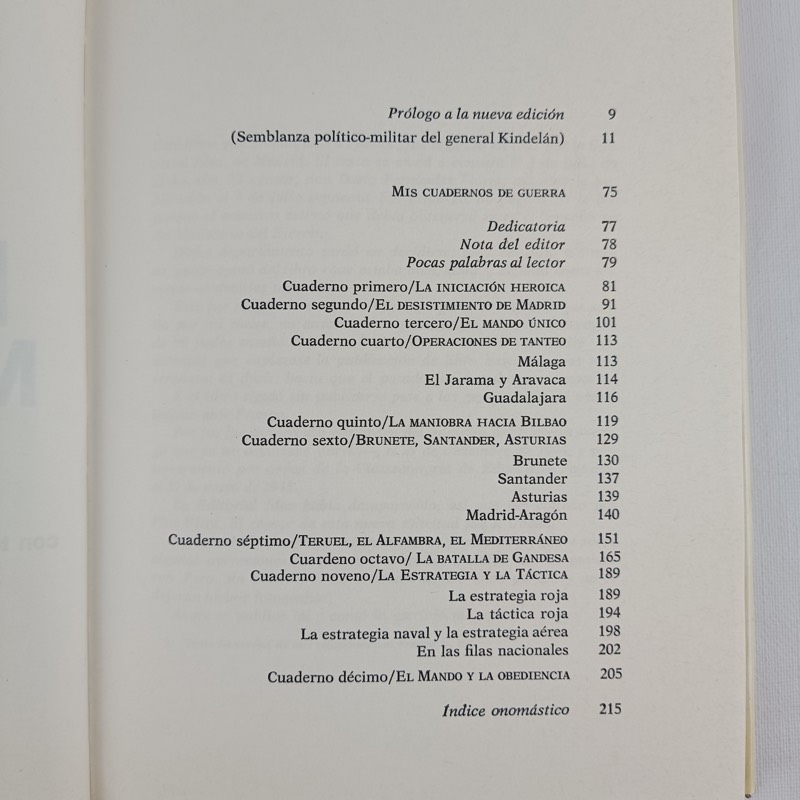 Prólogo a la nueva edición 9
(Semblanza político-militar del general Kindelán) 11
MIS CUADERNOS DE GUERRA 75
Dedicatoria 77
Nota del editor 78
Pocas palabras al lector 79
Cuaderno primero/LA INICIACIÓN HEROICA 81
Cuaderno segundo/EL DESISTIMIENTO DE MADRID 91
Cuaderno tercero/EL MANDO ÚNICO 101
Cuaderno cuarto/OPERACIONES DE TANTEO 113
Málaga 113
El Jarama y Aravaca 114
Guadalajara 116
Cuaderno quinto/LA MANIOBRA HACIA BILBAO 119
Cuaderno sexto/BRUNETE, SANTANDER, ASTURIAS 129
Brunete 130
Santander 137
Asturias 139
Madrid-Aragón 140
Cuaderno séptimo/TERUEL, EL ALFAMBRA, EL MEDITERRÁNEO 151
Cuardeno octavo/ LA BATALLA DE GANDESA 165
Cuaderno noveno/LA ESTRATEGIA Y LA TÁCTICA 189
La estrategia roja 189
La táctica roja 194
La estrategia naval y la estrategia aérea 198
En las filas nacionales 202
Cuaderno décimo/EL MANDO Y LA OBEDIENCIA 205
Índice onomástico 215